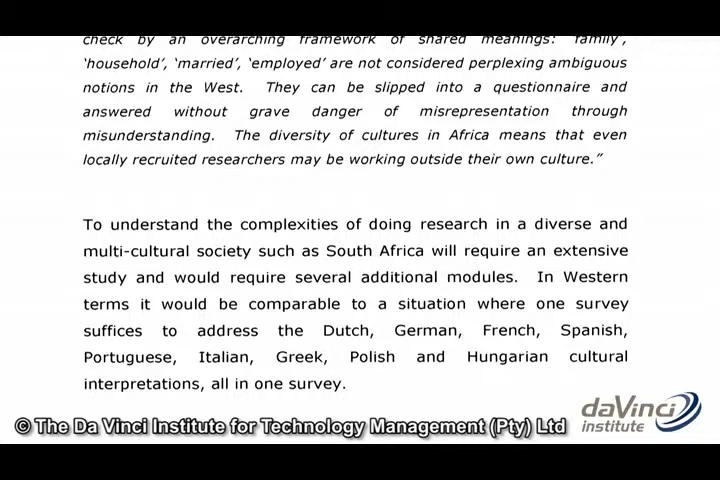 check by an overarching framework of shared meanings: 'family',
'household', 'married', 'employed' are not considered perplexing ambiguous
notions in the West. They can be slipped into a questionnaire and
answered without grave danger of misrepresentation through
misunderstanding. The diversity of cultures in Africa means that even
locally recruited researchers may be working outside their own culture."
To understand the complexities of doing research in a diverse and
multi-cultural society such as South Africa will require an extensive
study and would require several additional modules. In Western
terms it would be comparable to a situation where one survey
suffices to address the Dutch, German, French, Spanish,
Portuguese, Italian, Greek, Polish and Hungarian cultural
interpretations, all in one survey.
daVinci
institute
© The Da Vinci Institute for Technology Management (Pty) Ltd